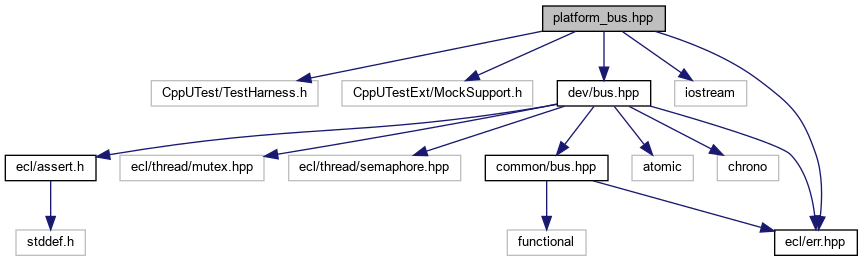 platform_bus.hpp
CppUTest/TestHarness.h
CppUTestExt/MockSupport.h
dev/bus.hpp
iostream
ecl/assert.h
ecl/thread/mutex.hpp
ecl/thread/semaphore.hpp
common/bus.hpp
atomic
chrono
stddef.h
functional
ecl/err.hpp